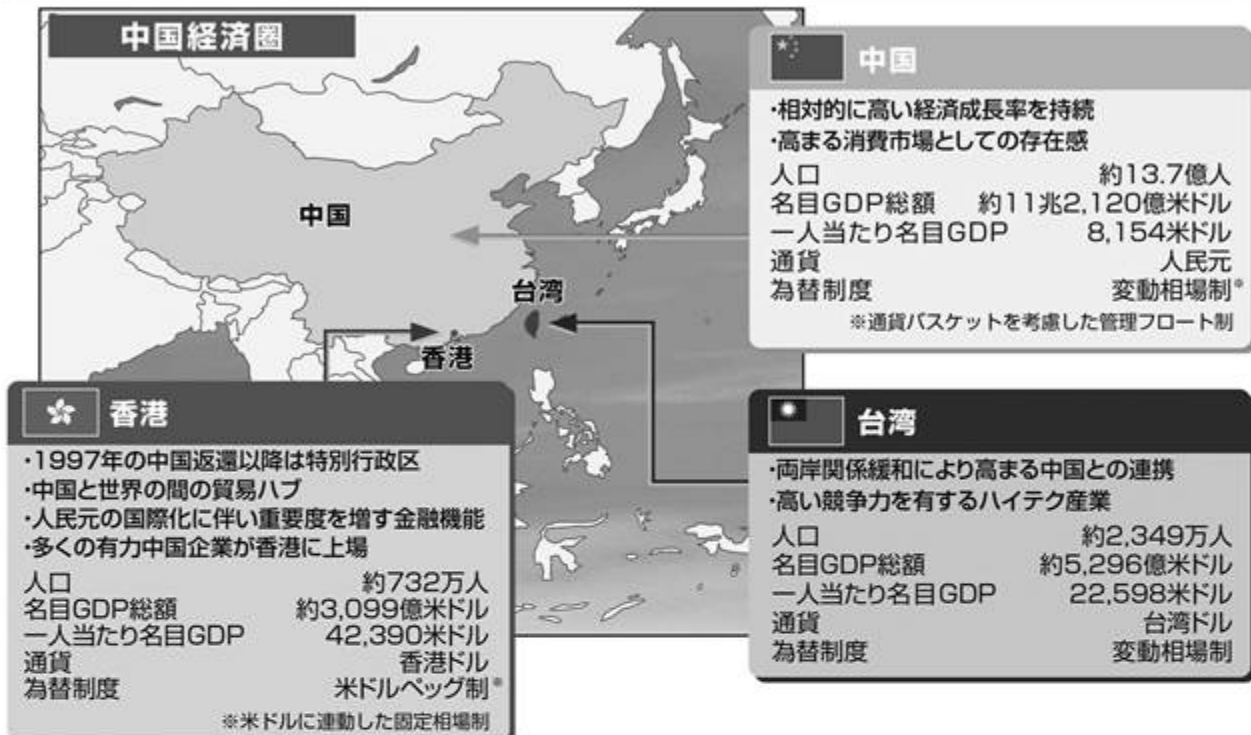 中国経済圏
中国
台湾
香港
中国
・相対的に高い経済成長率を持続
・高まる消費市場としての存在感
人口 約13.7億人
名目GDP総額 約11兆2,120億米ドル
一人当たり名目GDP 8,154米ドル
通貨 人民元
為替制度 変動相場制※
※通貨バスケットを考慮した管理フロート制
香港
・1997年の中国返還以降は特別行政区
・中国と世界の間の貿易ハブ
・人民元の国際化に伴い重要度を増す金融機能
・多くの有力中国企業が香港に上場
人口 約732万人
名目GDP総額 約3,099億米ドル
一人当たり名目GDP 42,390米ドル
通貨 香港ドル
為替制度 米ドルペッグ制※
※米ドルに連動した固定相場制
台湾
・両岸関係緩和により高まる中国との連携
・高い競争力を有するハイテク産業
人口 約2,349万人
名目GDP総額 約5,296億米ドル
一人当たり名目GDP 22,598米ドル
通貨 台湾ドル
為替制度 変動相場制